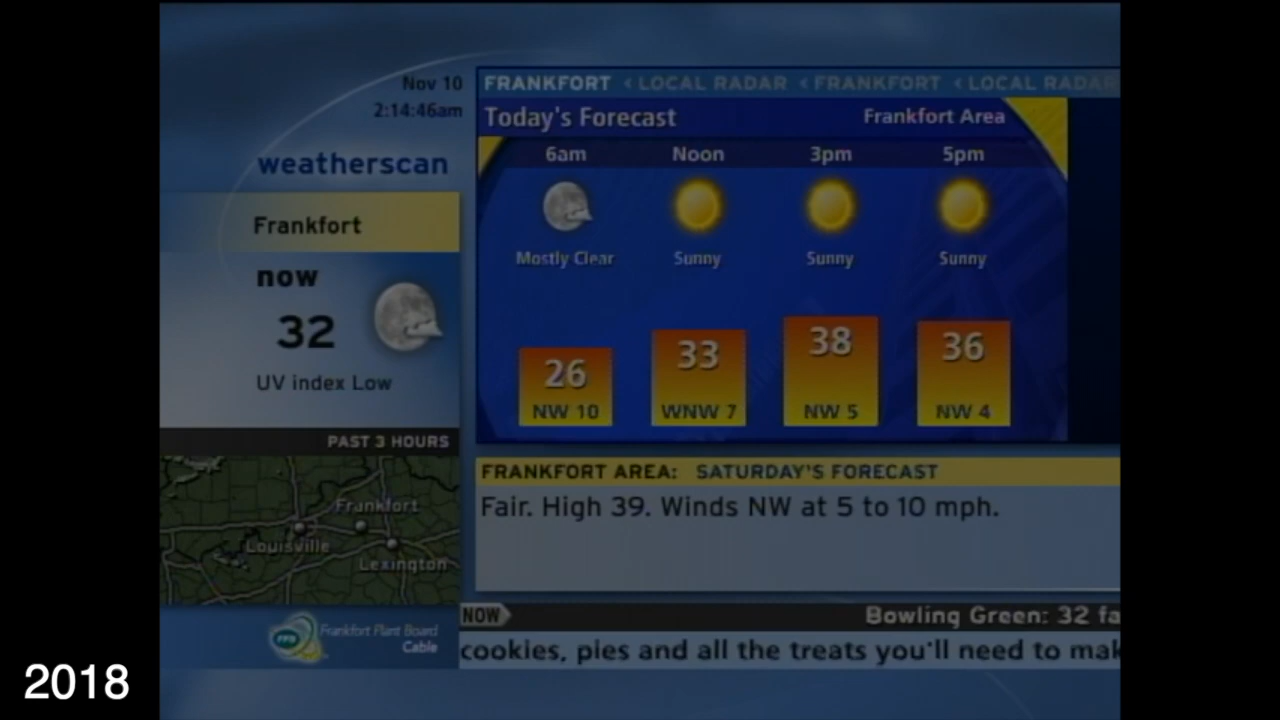 Nov 10
2:14:46am
weatherscan
Frankfort
now
32
UV index Low
PAST 3 HOURS
Frankfort
Louisville
Lexington
FPB
Frankfort Plant Board
Cable
FRANKFORT < LOCAL RADAR < FRANKFORT < LOCAL RADAR
Today's Forecast Frankfort Area
6am Noon 3pm 5pm
Mostly Clear Sunny Sunny Sunny
26 33 38 36
NW 10 WNW 7 NW 5 NW 4
FRANKFORT AREA: SATURDAY'S FORECAST
Fair. High 39. Winds NW at 5 to 10 mph.
NOW Bowling Green: 32 fa
cookies, pies and all the treats you'll need to mak
2018